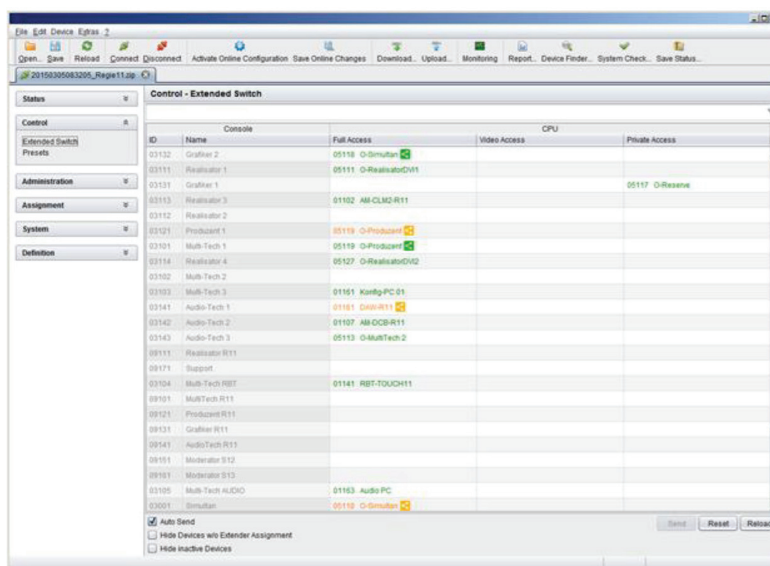 File Edit Device Extras ?
Open... Save Reload Connect Disconnect Activate Online Configuration Save Online Changes Download... Upload... Monitoring Report... Device Finder... System Check... Save Status...
20150305083205_Regie11.zip
Status
Control
Extended Switch
Presets
Administration
Assignment
System
Definition
Control - Extended Switch
Console CPU
ID Name Full Access Video Access Private Access
03132 Grafiker 2 05118 O-Simultan
03111 Realisator 1 05111 O-RealisatorDVI1
03131 Grafiker 1 05117 O-Reserve
03113 Realisator 3 01102 AM-CLM2-R11
03112 Realisator 2
03121 Produzent 1 05119 O-Produzent
03101 Multi-Tech 1 05119 O-Produzent
03114 Realisator 4 05127 O-RealisatorDVI2
03102 Multi-Tech 2
03103 Multi-Tech 3 01161 Konfig-PC 01
03141 Audio-Tech 1 01181 DAW-R11
03142 Audio-Tech 2 01107 AM-DCB-R11
03143 Audio-Tech 3 05113 O-MultiTech 2
09111 Realisator R11
09171 Support
03104 Multi-Tech RBT 01141 RBT-TOUCH11
09101 MultiTech R11
09121 Produzent R11
09131 Grafiker R11
09141 AudioTech R11
09151 Moderator S12
09161 Moderator S13
03105 Multi-Tech AUDIO 01163 Audio PC
03001 Simultan 05118 O-Simultan
Auto Send
Hide Devices w/o Extender Assignment
Hide inactive Devices
Send Reset Reload